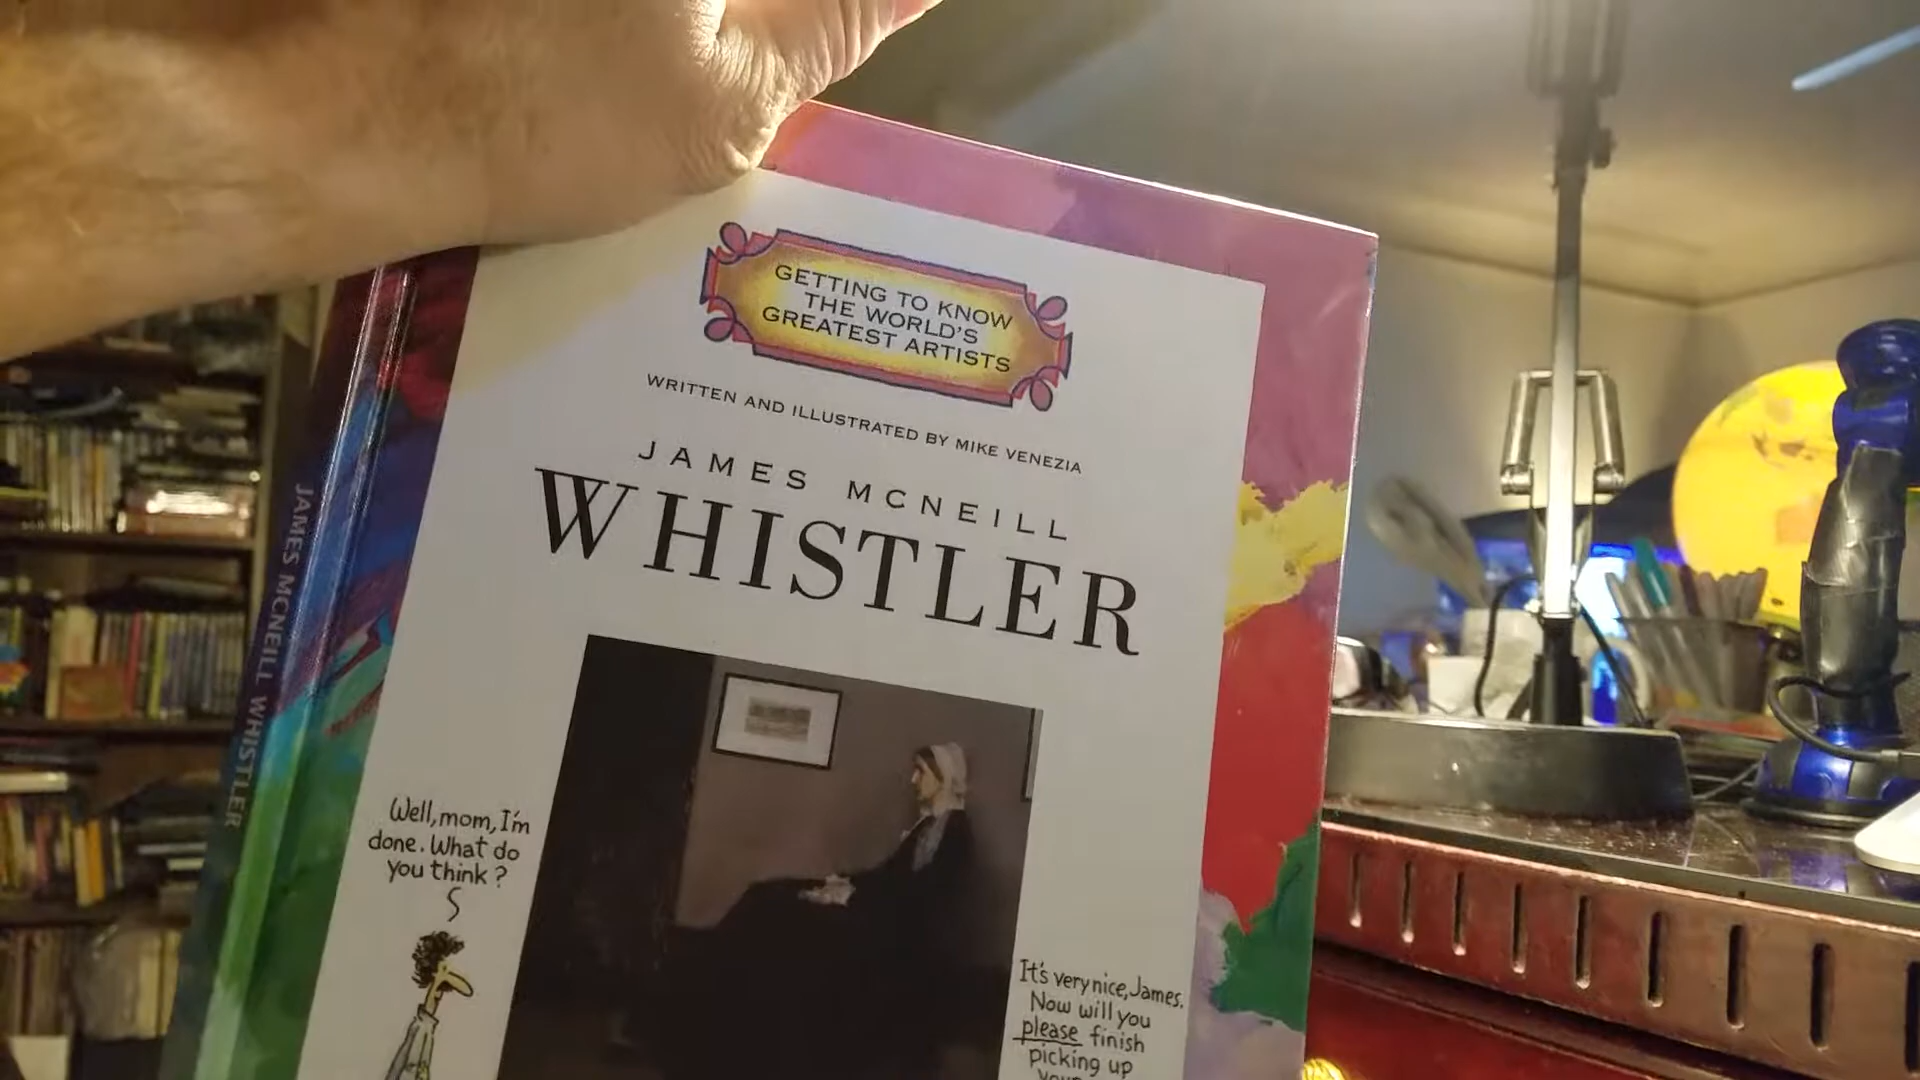 GETTING TO KNOW
THE WORLD'S
GREATEST ARTISTS
WRITTEN AND ILLUSTRATED BY MIKE VENEZIA
JAMES MCNEILL
WHISTLER
JAMES MCNEILL WHISTLER
Well, mom, I'm
done. What do
you think?
It's very nice, James.
Now will you
please finish
picking up